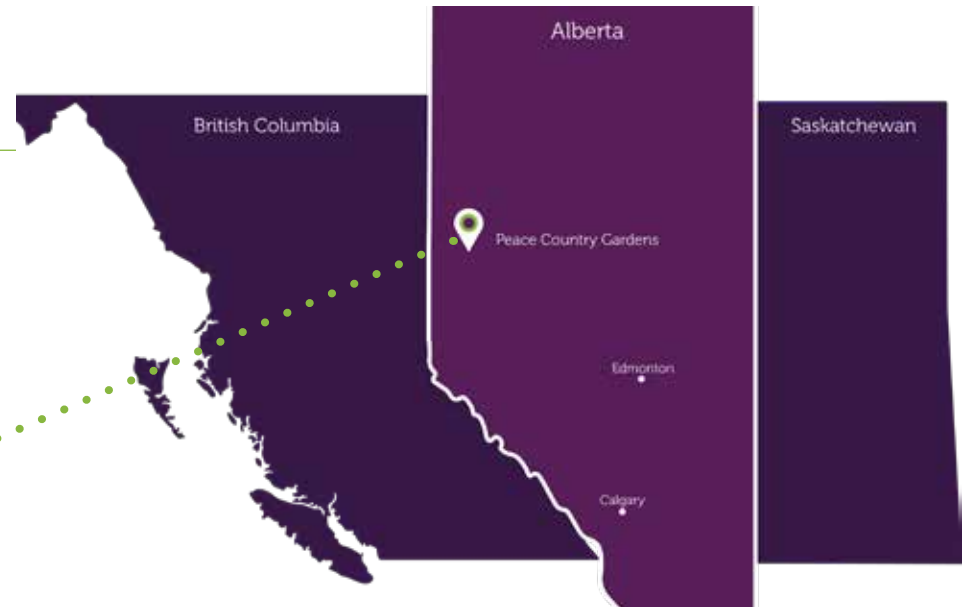 Alberta
British Columbia
Saskatchewan
Peace Country Gardens
Edmonton
Calgary